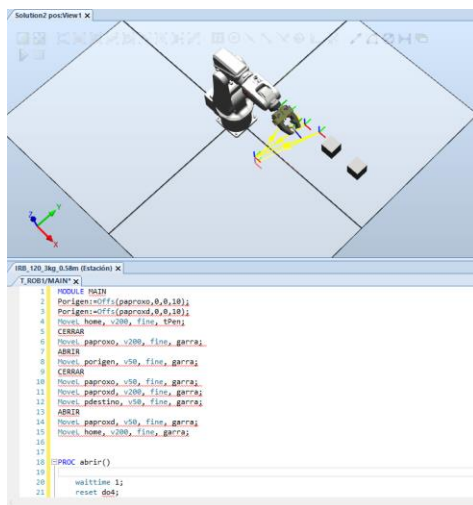 Solution2 pos:View1 X
Z
Y
X
IRB_120_3kg_0.58m (Estación) X
T_ROB1/MAIN* X
1 MODULE MAIN
2 Porigen:=Offs(paproxo,0,0,10);
3 Porigen:=Offs(paproxd,0,0,10);
4 MoveL home, v200, fine, tPen;
5 CERRAR
6 MoveL paproxo, v200, fine, garra;
7 ABRIR
8 MoveL porigen, v50, fine, garra;
9 CERRAR
10 MoveL paproxo, v50, fine, garra;
11 MoveL paproxd, v200, fine, garra;
12 MoveL pdestino, v50, fine, garra;
13 ABRIR
14 MoveL paproxd, v50, fine, garra;
15 MoveL home, v200, fine, garra;
16
17
18 PROC abrir()
19
20 waittime 1;
21 reset do4;